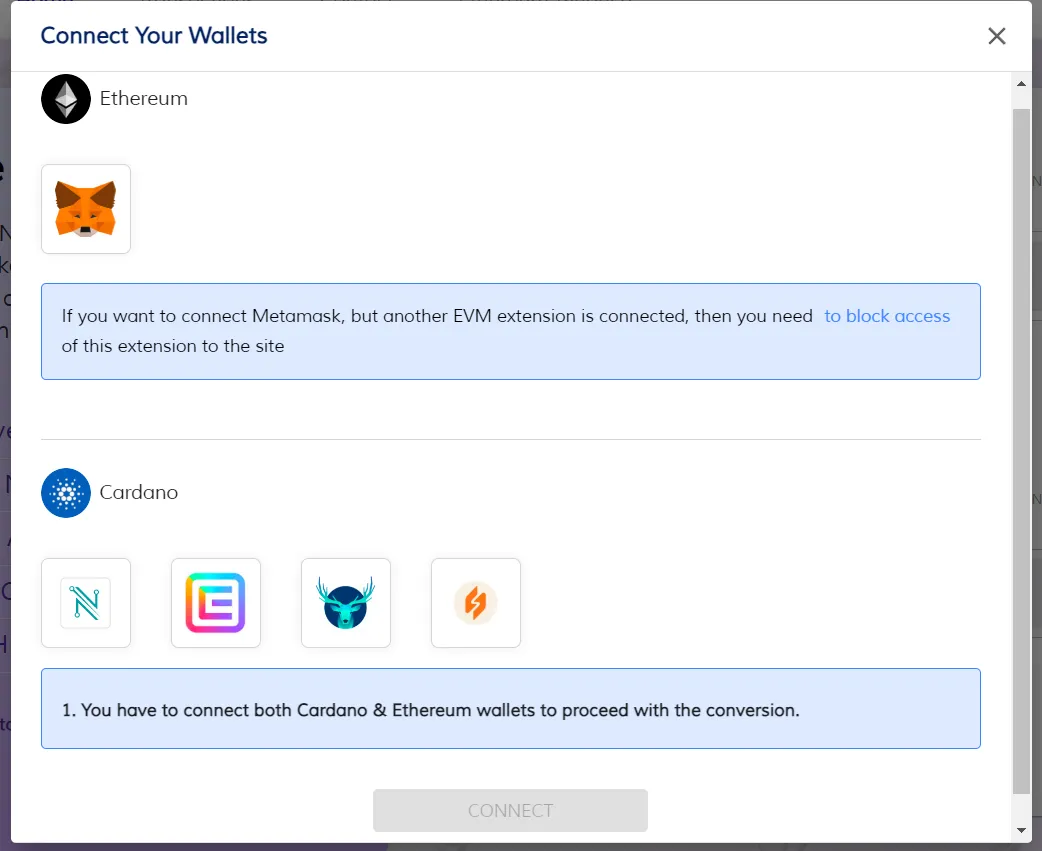 Connect Your Wallets
Ethereum
If you want to connect Metamask, but another EVM extension is connected, then you need to block access
of this extension to the site
Cardano
1. You have to connect both Cardano & Ethereum wallets to proceed with the conversion.
CONNECT